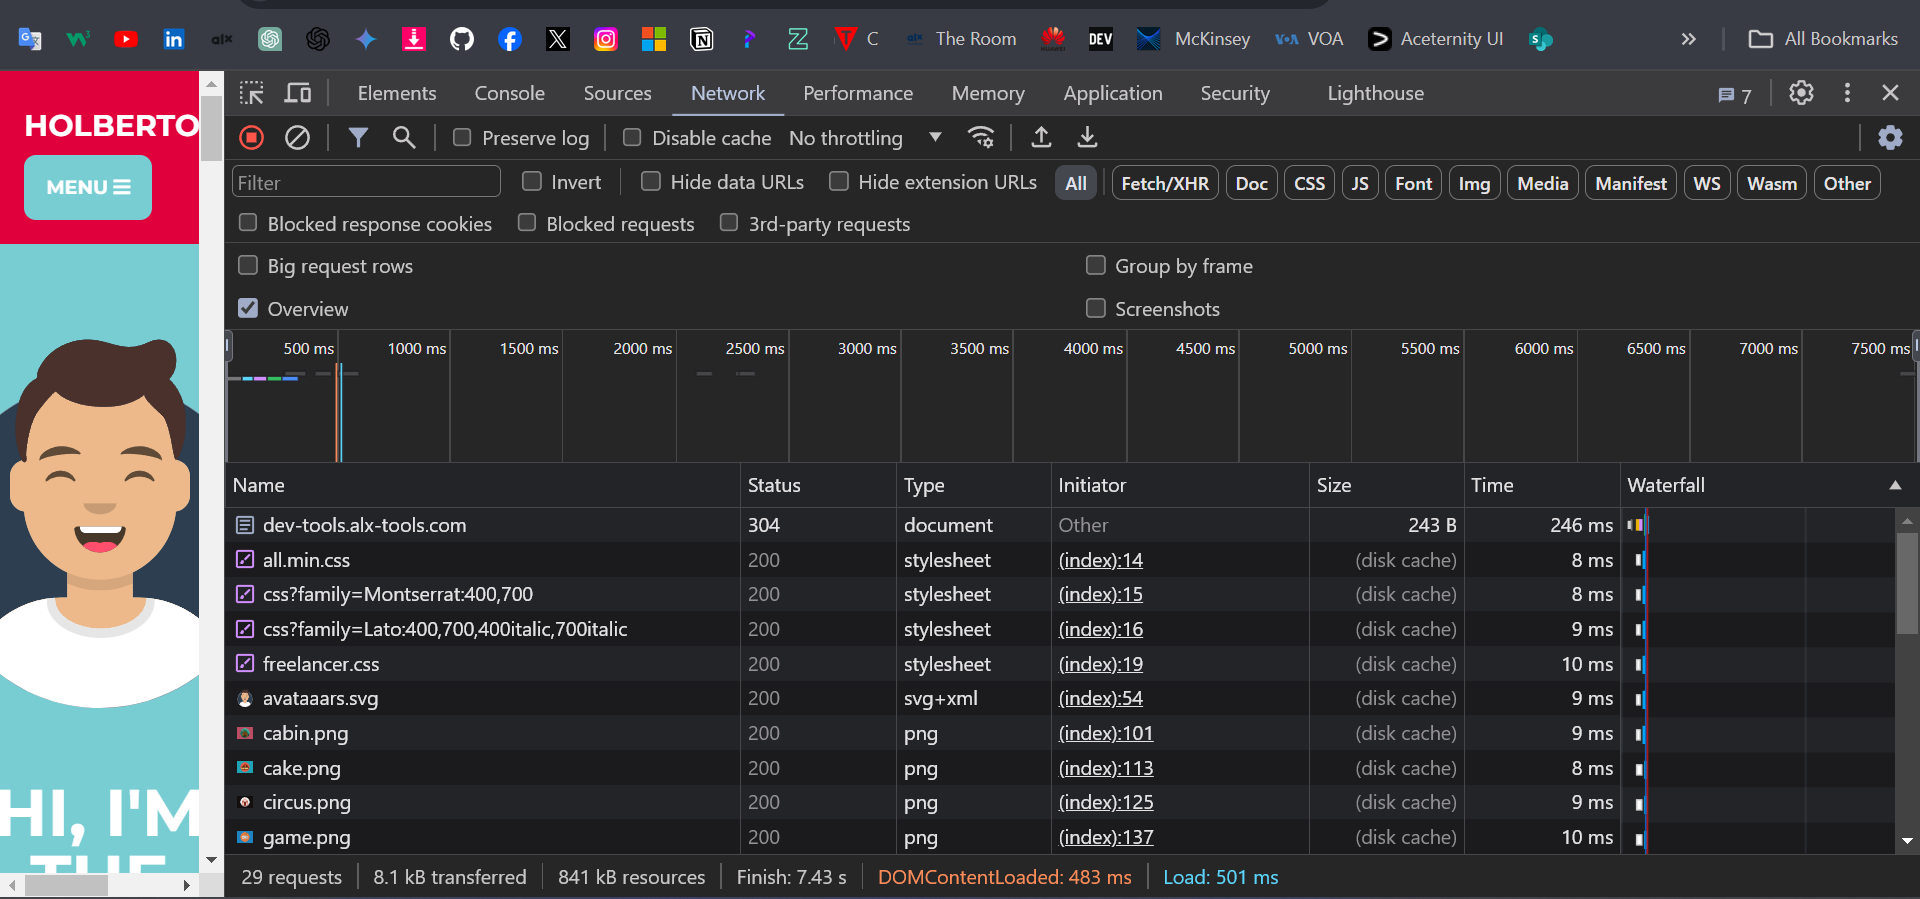 alx
C
alx
The Room
HUAWEI
DEV
McKinsey
VOA
VOA
Aceternity UI
All Bookmarks
HOLBERTO
MENU
HI, I'M
THE
Elements
Console
Sources
Network
Performance
Memory
Application
Security
Lighthouse
7
Preserve log
Disable cache
No throttling
Filter
Invert
Hide data URLs
Hide extension URLs
All
Fetch/XHR
Doc
CSS
JS
Font
Img
Media
Manifest
WS
Wasm
Other
Blocked response cookies
Blocked requests
3rd-party requests
Big request rows
Group by frame
Overview
Screenshots
500 ms
1000 ms
1500 ms
2000 ms
2500 ms
3000 ms
3500 ms
4000 ms
4500 ms
5000 ms
5500 ms
6000 ms
6500 ms
7000 ms
7500 ms
Name Status Type Initiator Size Time Waterfall
dev-tools.alx-tools.com 304 document Other 243 B 246 ms
all.min.css 200 stylesheet (index):14 (disk cache) 8 ms
css?family=Montserrat:400,700 200 stylesheet (index):15 (disk cache) 8 ms
css?family=Lato:400,700,400italic,700italic 200 stylesheet (index):16 (disk cache) 9 ms
freelancer.css 200 stylesheet (index):19 (disk cache) 10 ms
avataaars.svg 200 svg+xml (index):54 (disk cache) 9 ms
cabin.png 200 png (index):101 (disk cache) 9 ms
cake.png 200 png (index):113 (disk cache) 8 ms
circus.png 200 png (index):125 (disk cache) 9 ms
game.png 200 png (index):137 (disk cache) 10 ms
29 requests
8.1 kB transferred
841 kB resources
Finish: 7.43 s
DOMContentLoaded: 483 ms
Load: 501 ms